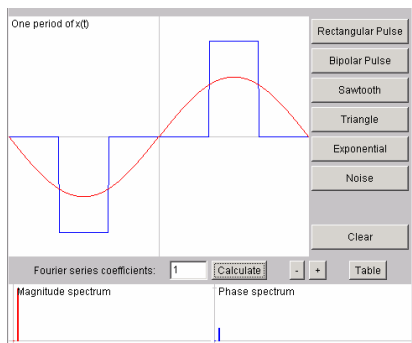 One period of x(t)
Rectangular Pulse
Bipolar Pulse
Sawtooth
Triangle
Exponential
Noise
Clear
Fourier series coefficients: 1 Calculate - + Table
Magnitude spectrum
Phase spectrum